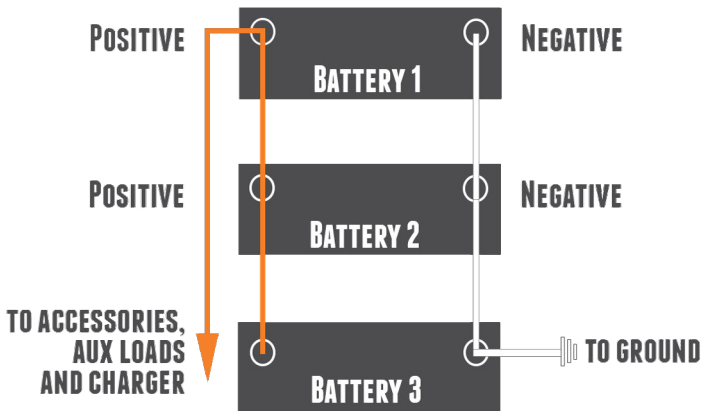 POSITIVE
NEGATIVE
BATTERY 1
POSITIVE
NEGATIVE
BATTERY 2
TO ACCESSORIES,
AUX LOADS
AND CHARGER
TO GROUND
BATTERY 3